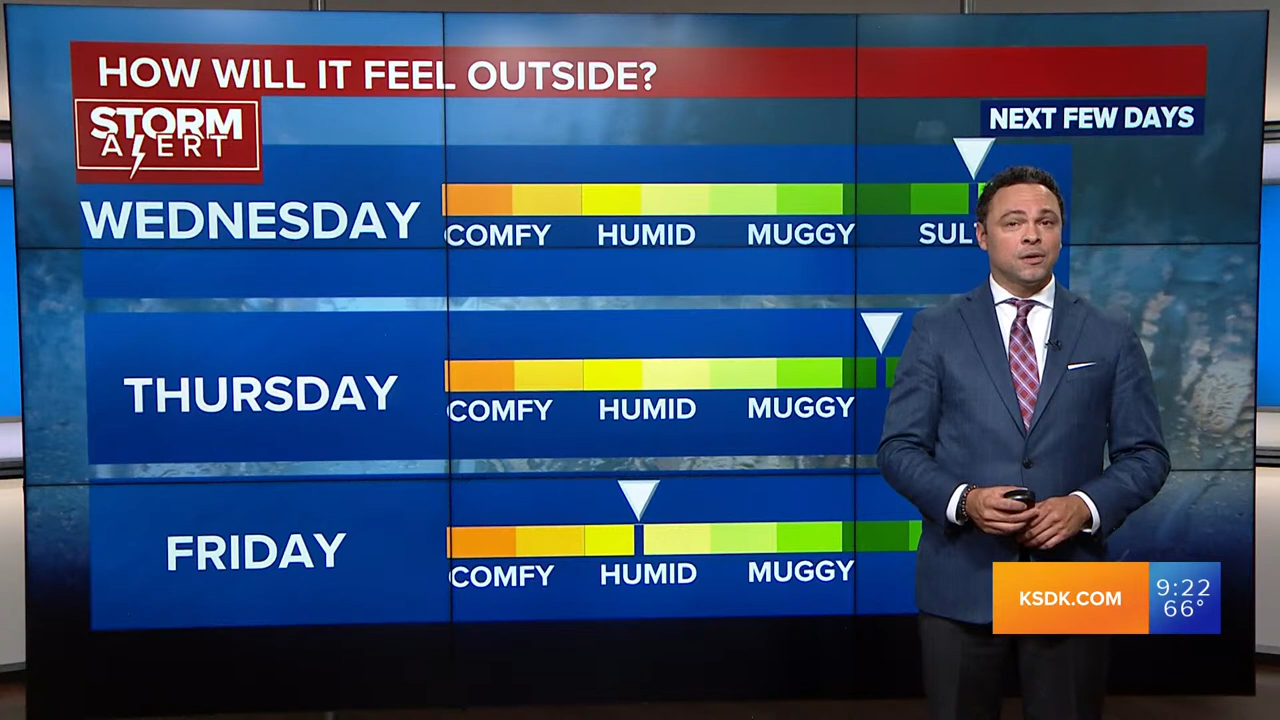 HOW WILL IT FEEL OUTSIDE?
STORM
ALERT
NEXT FEW DAYS
WEDNESDAY
COMFY HUMID MUGGY SUL
THURSDAY
COMFY HUMID MUGGY
FRIDAY
COMFY HUMID MUGGY
KSDK.COM
9:22
66°